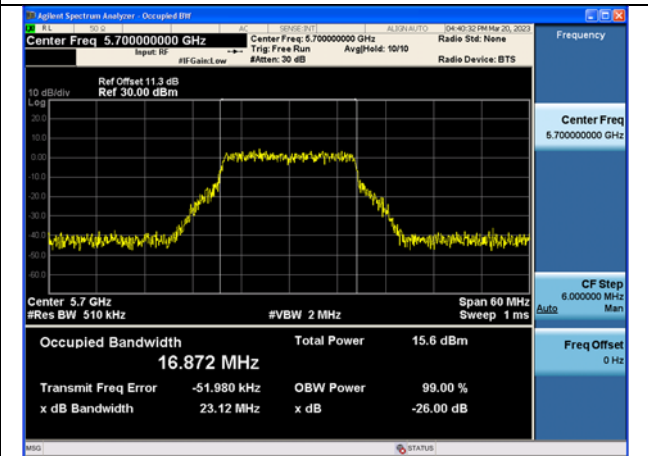 Agilent Spectrum Analyzer - Occupied BW
RL 50 Ω AC SENSE:INT ALIGN AUTO 04:40:32 PM Mar 20, 2023
Center Freq 5.700000000 GHz Center Freq: 5.700000000 GHz Radio Std: None
Input: RF Trig: Free Run Avg|Hold: 10/10
#IFGain:Low #Atten: 30 dB Radio Device: BTS
Frequency
Ref Offset 11.3 dB
10 dB/div Ref 30.00 dBm
Log
20.0
10.0
0.00
-10.0
-20.0
-30.0
-40.0
-50.0
-60.0
Center 5.7 GHz Span 60 MHz
#Res BW 510 kHz #VBW 2 MHz Sweep 1 ms
Occupied Bandwidth Total Power 15.6 dBm
16.872 MHz
Transmit Freq Error -51.980 kHz OBW Power 99.00 %
x dB Bandwidth 23.12 MHz x dB -26.00 dB
Center Freq
5.700000000 GHz
CF Step
6.000000 MHz
Auto Man
Freq Offset
0 Hz
MSG STATUS